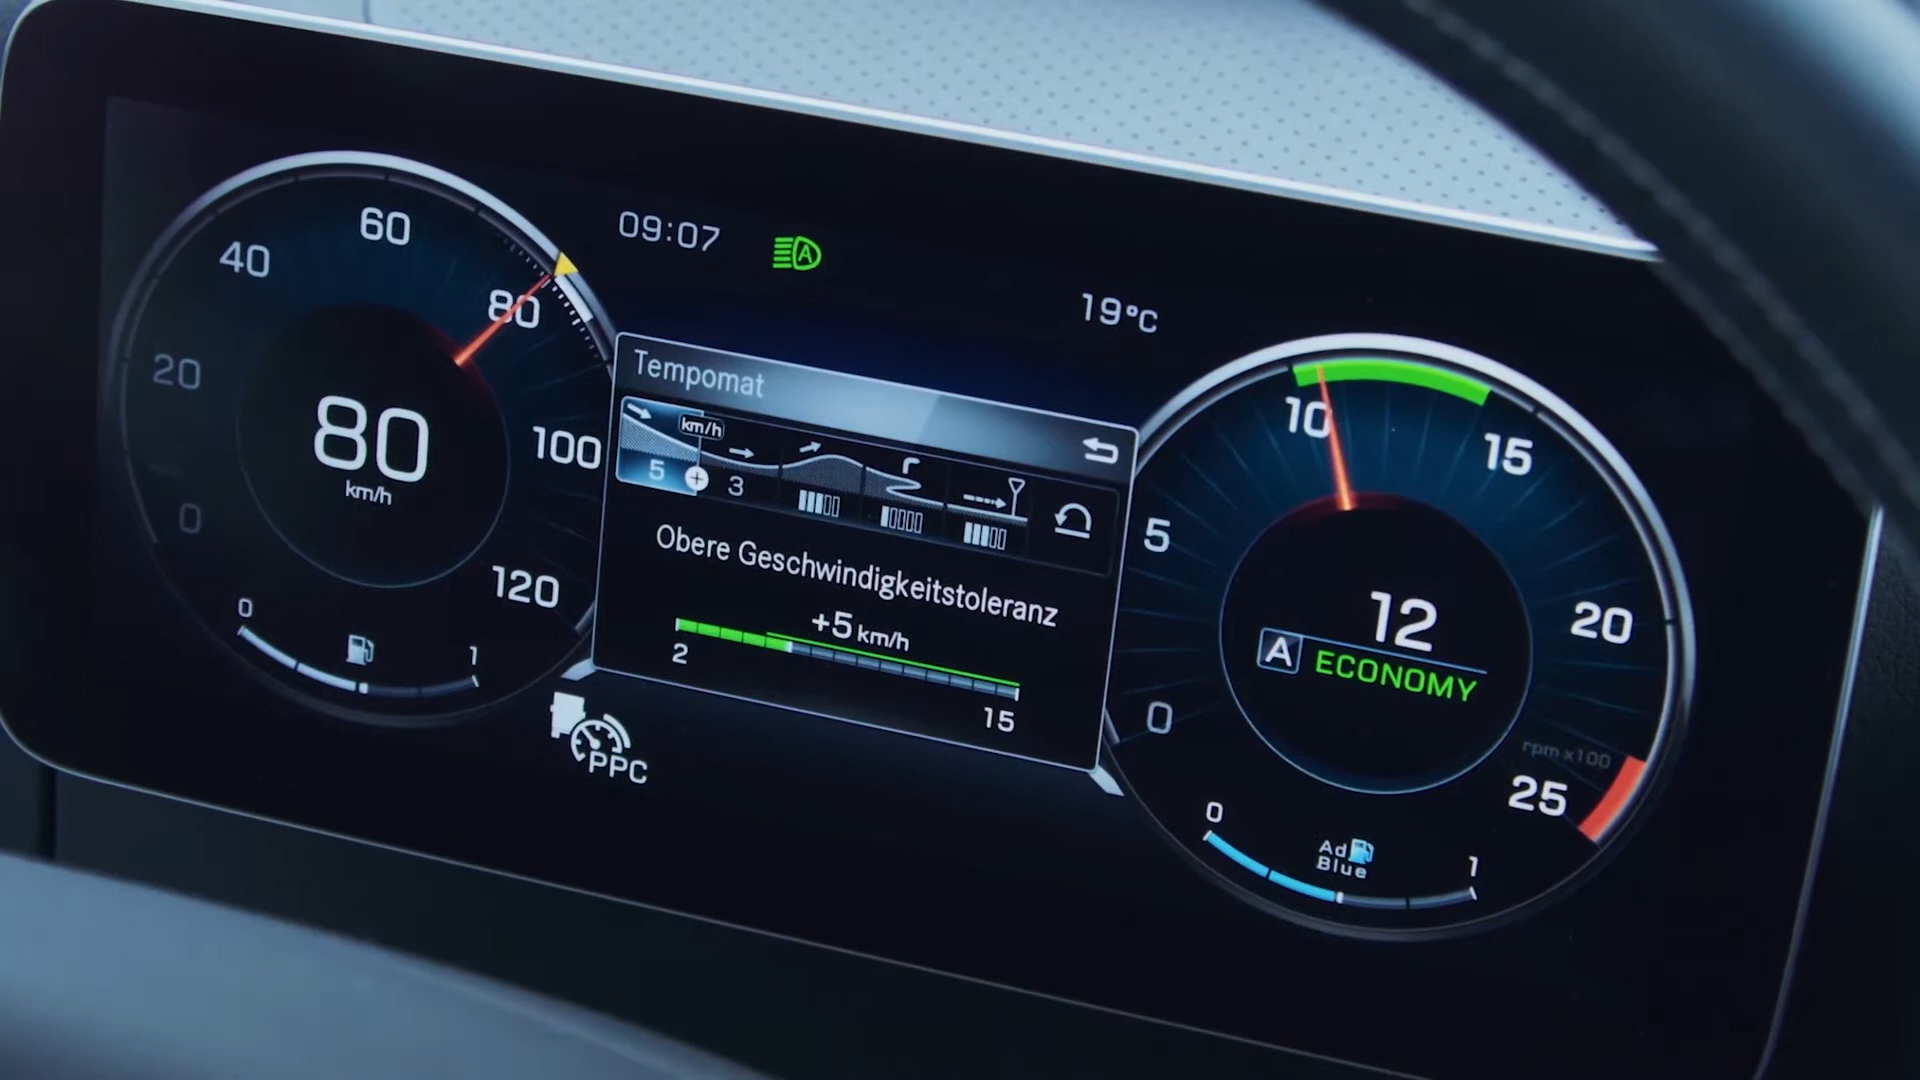 09:07
19°C
60
40
80
20
100
0
120
80
km/h
0
1
Tempomat
km/h
5
3
Obere Geschwindigkeitstoleranz
+5 km/h
2
15
PPC
10
15
5
20
0
25
rpm x100
12
A ECONOMY
0
Ad
Blue
1